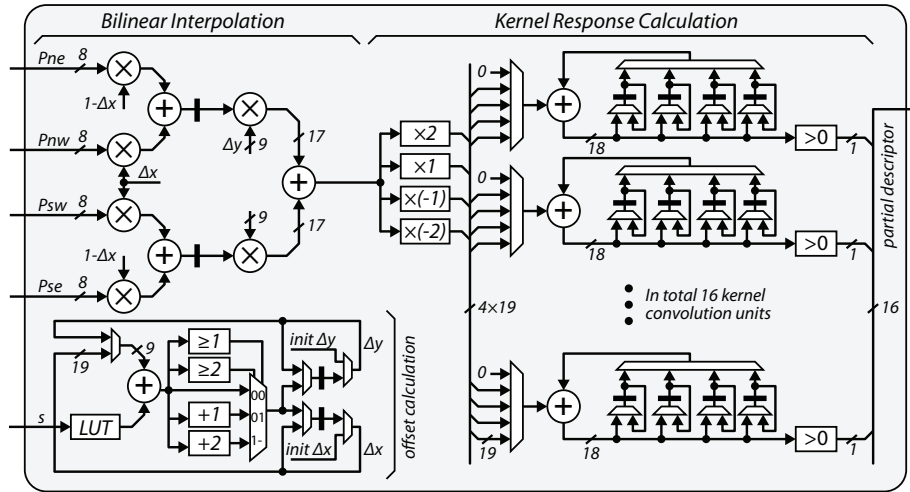 Bilinear Interpolation
Kernel Response Calculation
Pne 8
×
1-Δx
+
×
Δy 9
17
Pnw 8
×
Δx
+
Psw 8
×
9
17
1-Δx
+
×
Pse 8
×
×2
×1
×(-1)
×(-2)
4×19
0
+
18
>0
1
0
+
18
>0
1
In total 16 kernel
convolution units
0
19
+
18
>0
1
partial descriptor
16
19
9
+
s
LUT
≥1
≥2
+1
+2
00
01
1-
init Δy
Δy
init Δx
Δx
offset calculation